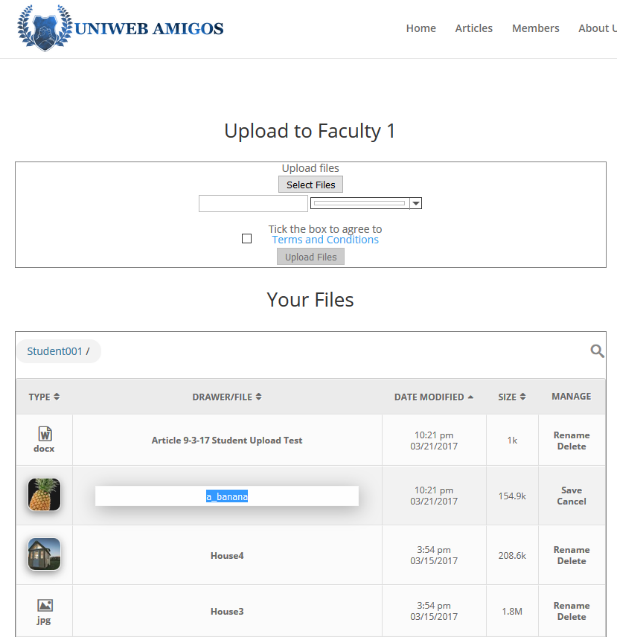 UNIWEB AMIGOS
Home Articles Members About U
Upload to Faculty 1
Upload files
Select Files
Tick the box to agree to
Terms and Conditions
Upload Files
Your Files
Student001 /
TYPE DRAWER/FILE DATE MODIFIED SIZE MANAGE
docx Article 9-3-17 Student Upload Test 10:21 pm 03/21/2017 1k Rename Delete
a_banana 10:21 pm 03/21/2017 154.9k Save Cancel
House4 3:54 pm 03/15/2017 208.6k Rename Delete
jpg House3 3:54 pm 03/15/2017 1.8M Rename Delete